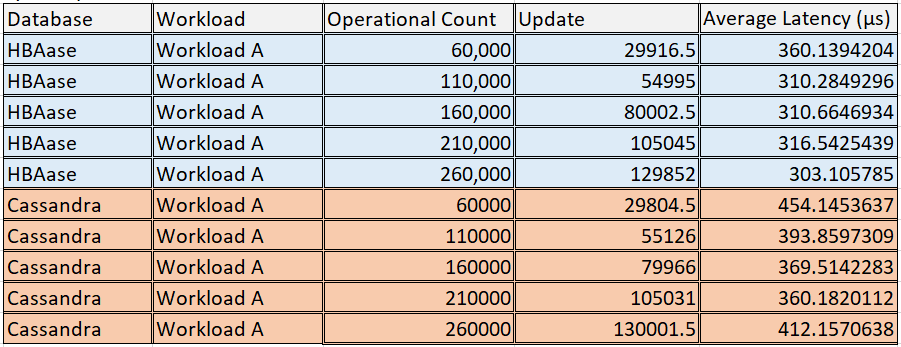 Database Workload Operational Count Update Average Latency (µs)
HBAase Workload A 60,000 29916.5 360.1394204
HBAase Workload A 110,000 54995 310.2849296
HBAase Workload A 160,000 80002.5 310.6646934
HBAase Workload A 210,000 105045 316.5425439
HBAase Workload A 260,000 129852 303.105785
Cassandra Workload A 60000 29804.5 454.1453637
Cassandra Workload A 110000 55126 393.8597309
Cassandra Workload A 160000 79966 369.5142283
Cassandra Workload A 210000 105031 360.1820112
Cassandra Workload A 260000 130001.5 412.1570638